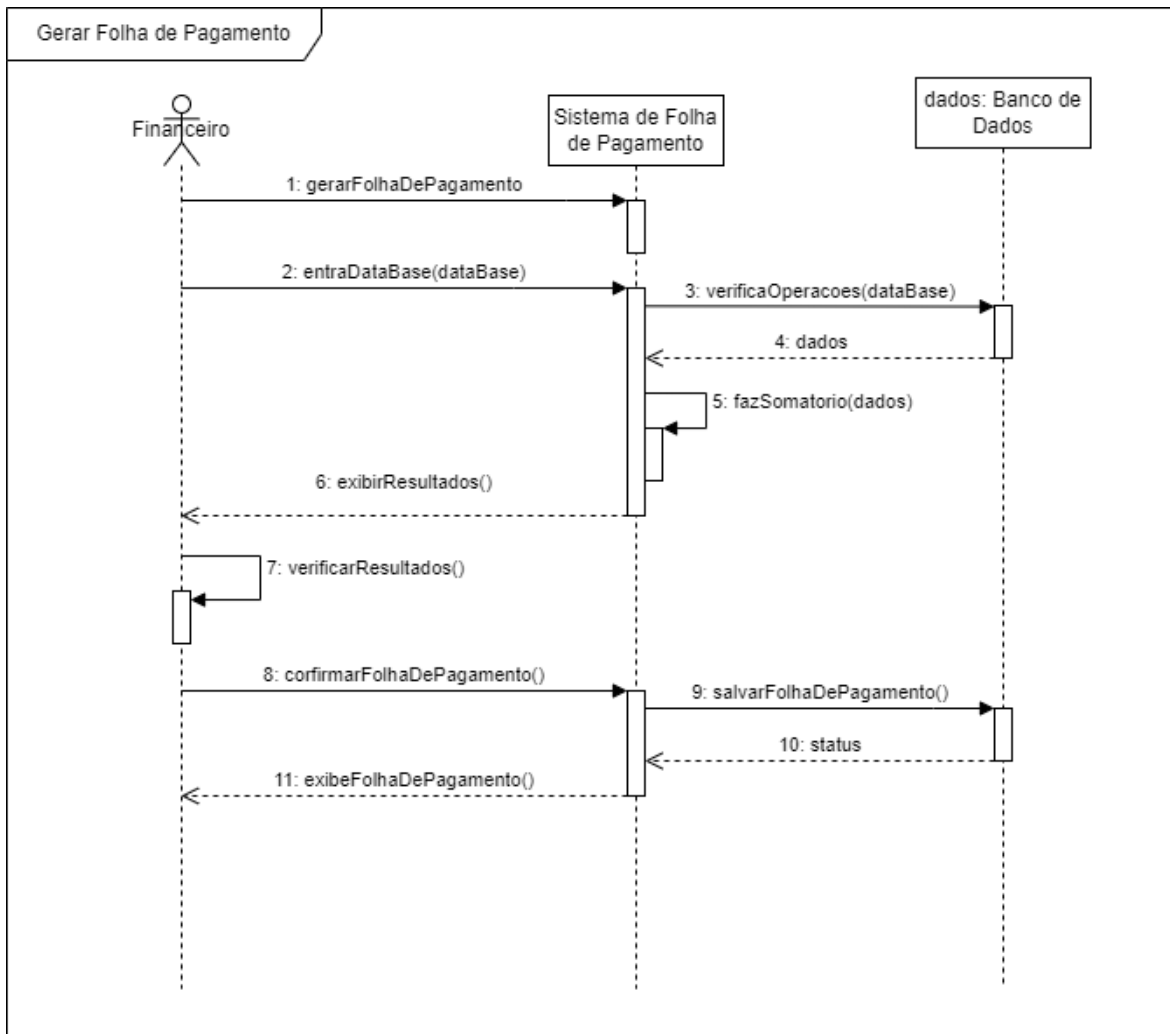 Gerar Folha de Pagamento
Financeiro
Sistema de Folha
de Pagamento
dados: Banco de
Dados
1: gerarFolhaDePagamento
2: entraDataBase(dataBase)
3: verificaOperacoes(dataBase)
4: dados
5: fazSomatorio(dados)
6: exibirResultados()
7: verificarResultados()
8: corfirmarFolhaDePagamento()
9: salvarFolhaDePagamento()
10: status
11: exibeFolhaDePagamento()